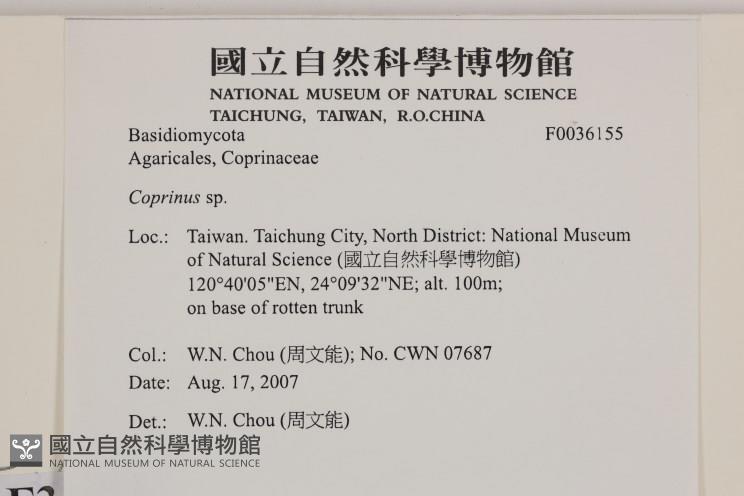 國立自然科學博物館
NATIONAL MUSEUM OF NATURAL SCIENCE
TAICHUNG, TAIWAN, R.O.CHINA
Basidiomycota F0036155
Agaricales, Coprinaceae
Coprinus sp.
Loc.: Taiwan. Taichung City, North District: National Museum
of Natural Science (國立自然科學博物館)
120°40'05"EN, 24°09'32"NE; alt. 100m;
on base of rotten trunk
Col.: W.N. Chou (周文能); No. CWN 07687
Date: Aug. 17, 2007
Det.: W.N. Chou (周文能)
國立自然科學博物館
NATIONAL MUSEUM OF NATURAL SCIENCE